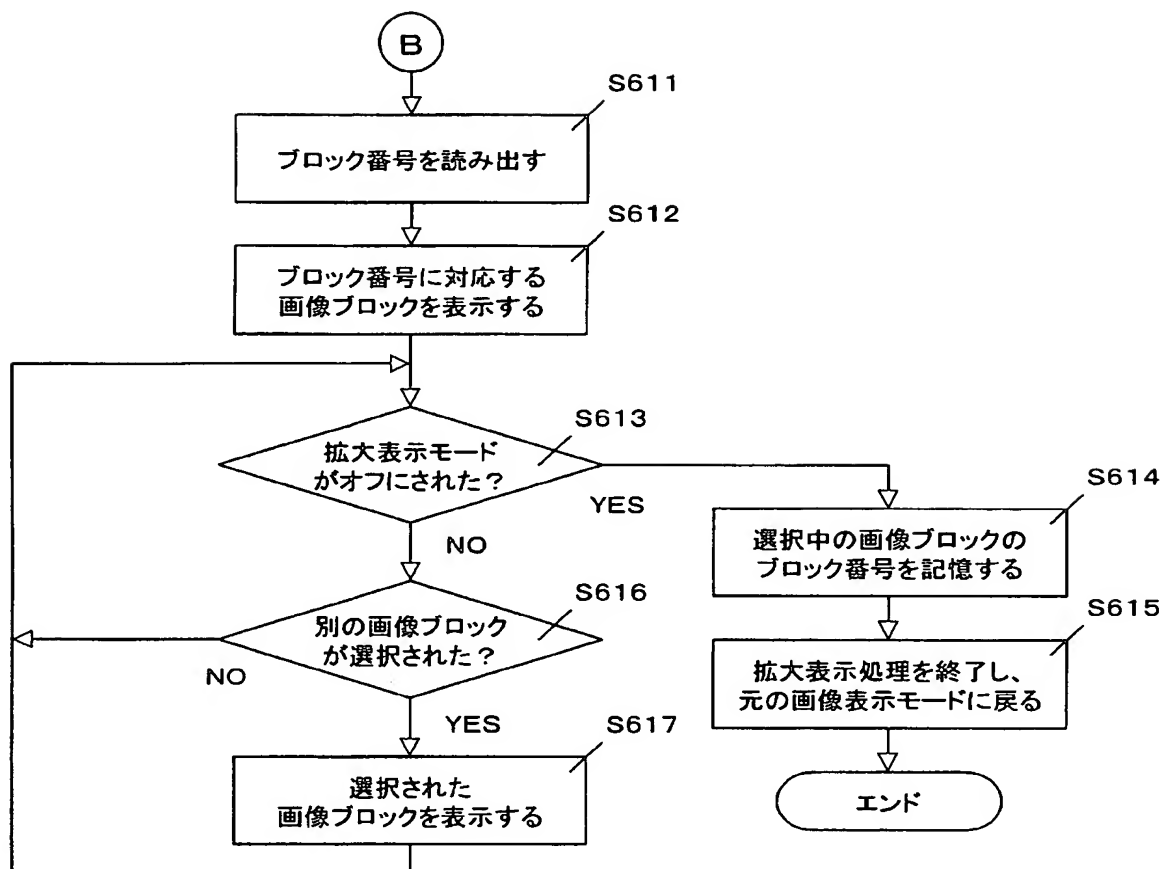 B
S611
ブロック番号を読み出す
S612
ブロック番号に対応する
画像ブロックを表示する
S613
拡大表示モード
がオフにされた?
YES
NO
S614
選択中の画像ブロックの
ブロック番号を記憶する
S616
別の画像ブロック
が選択された?
NO
YES
S615
拡大表示処理を終了し、
元の画像表示モードに戻る
S617
選択された
画像ブロックを表示する
エンド